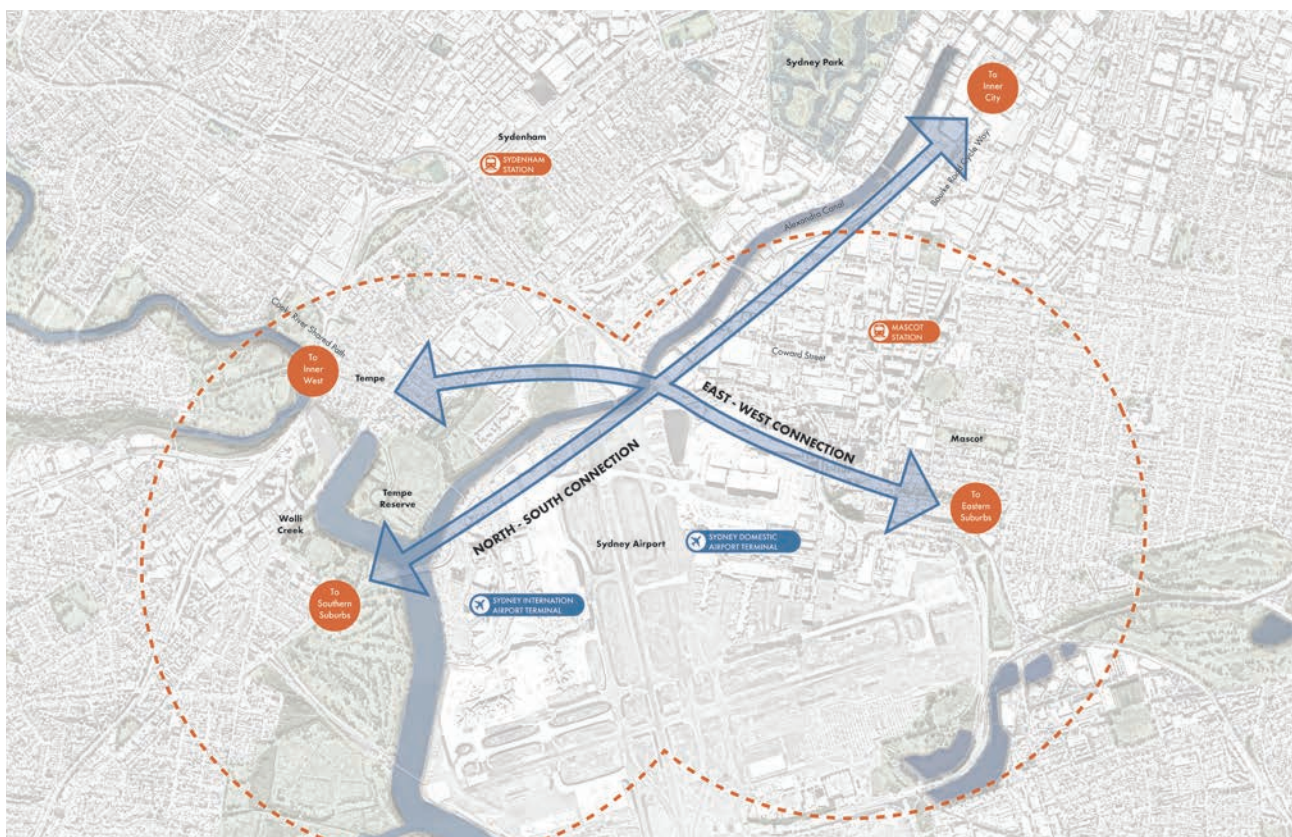 Sydney Park
To
Inner
City
Sydenham
SYDENHAM
STATION
Bourke Road Cycle Way
Alexandra Canal
Cooks River Shared Path
MASCOT
STATION
To
Inner
West
Tempe
Coward Street
EAST - WEST CONNECTION
Mascot
Tempe
Reserve
To
Eastern
Suburbs
Wolli
Creek
NORTH - SOUTH CONNECTION
Sydney Airport
SYDNEY DOMESTIC
AIRPORT TERMINAL
To
Southern
Suburbs
SYDNEY INTERNATION
AIRPORT TERMINAL